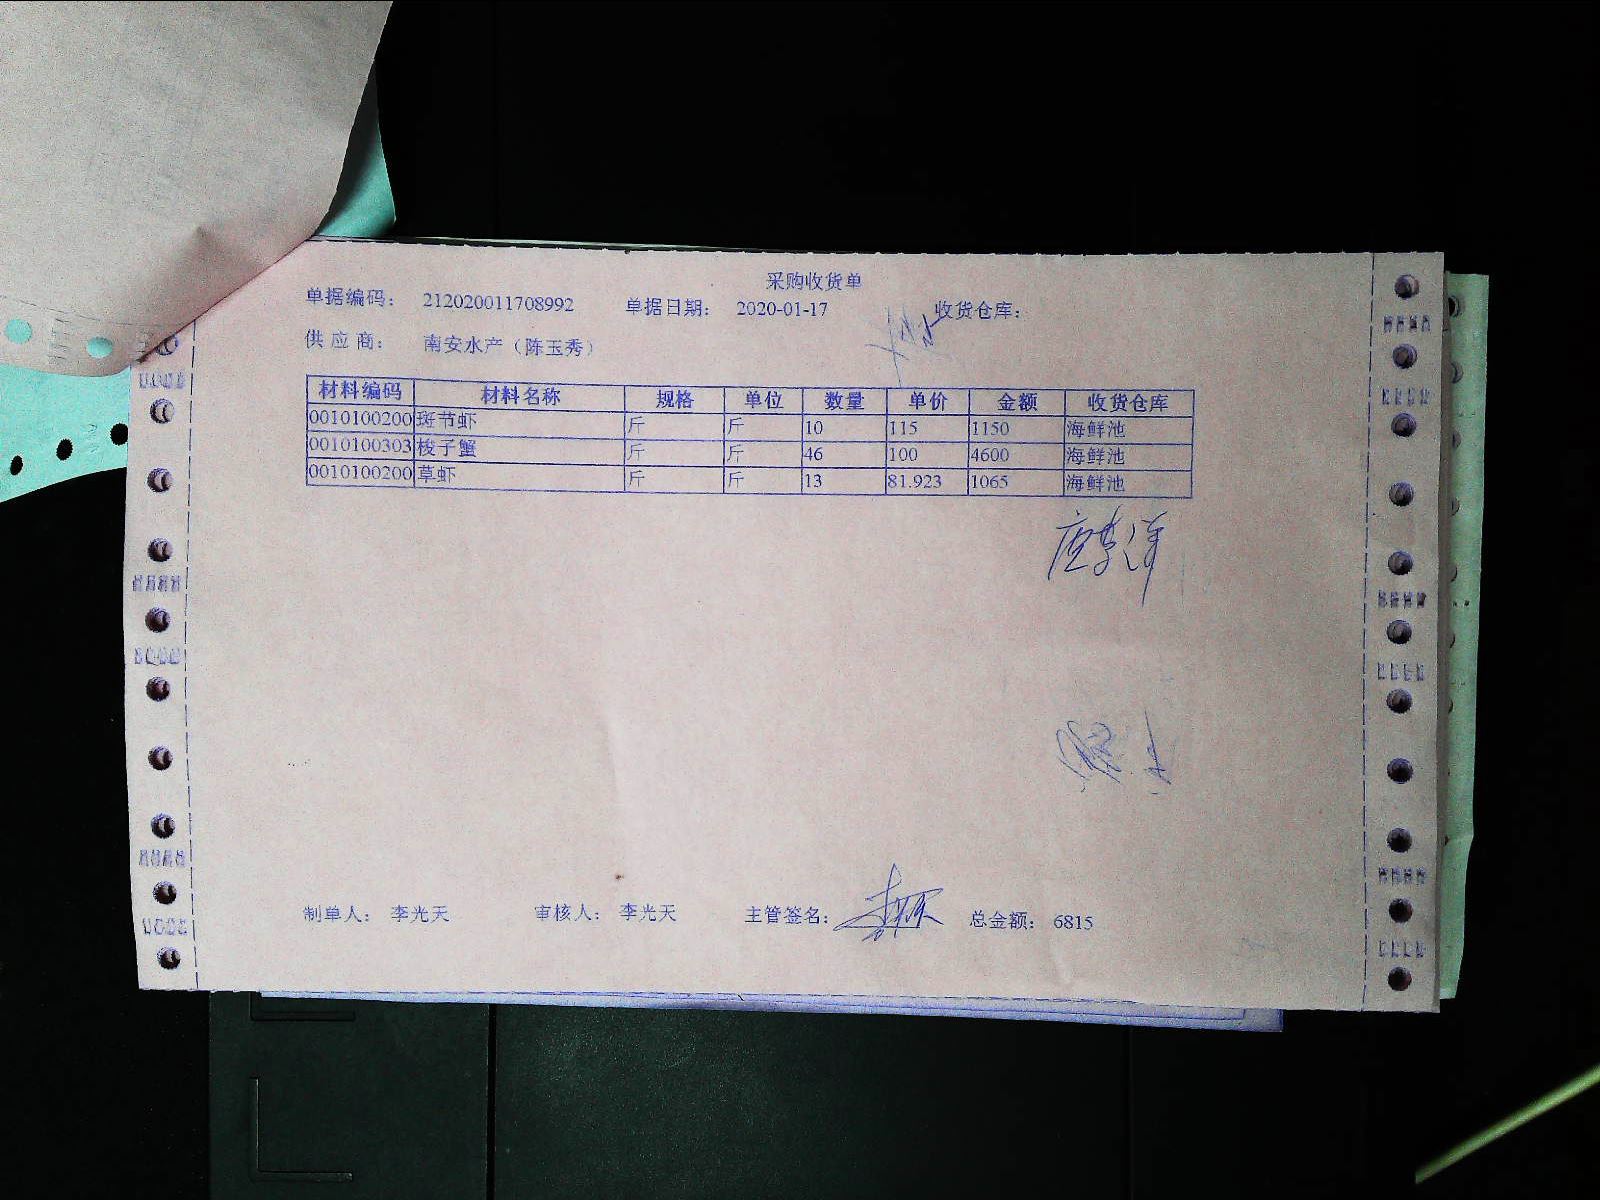 采购收货单
单据编码： 212020011708992 单据日期： 2020-01-17 收货仓库：
供 应 商： 南安水产（陈玉秀）
材料编码 材料名称 规格 单位 数量 单价 金额 收货仓库
0010100200 斑节虾 斤 斤 10 115 1150 海鲜池
0010100303 梭子蟹 斤 斤 46 100 4600 海鲜池
0010100200 草虾 斤 斤 13 81.923 1065 海鲜池
制单人： 李光天 审核人： 李光天 主管签名： 总金额： 6815